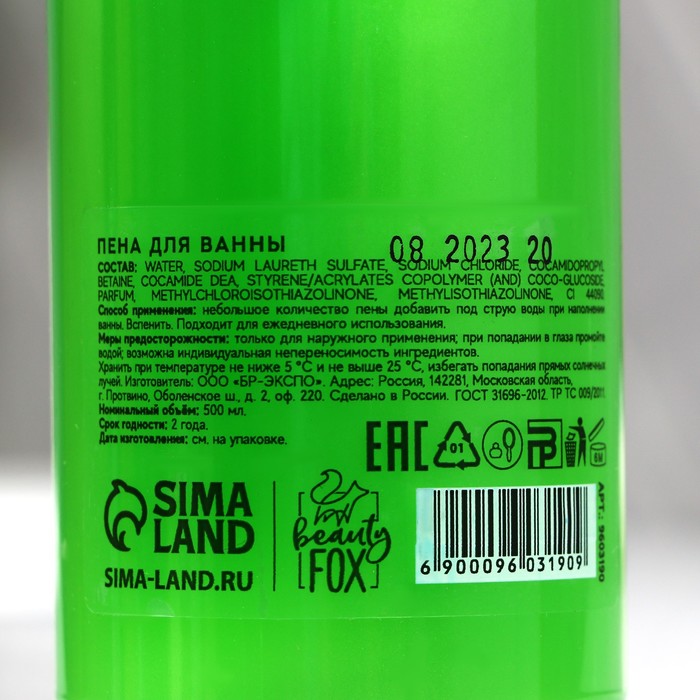 ПЕНА ДЛЯ ВАННЫ
08 2023 20
СОСТАВ: WATER, SODIUM LAURETH SULFATE, SODIUM CHLORIDE, COCAMIDOPROPYL
BETAINE, COCAMIDE DEA, STYRENE/ACRYLATES COPOLYMER (AND) COCO-GLUCOSIDE,
PARFUM, METHYLCHLOROISOTHIAZOLINONE, METHYLISOTHIAZOLINONE, CI 44090.
Способ применения: небольшое количество пены добавить под струю воды при наполнении
ванны. Вспенить. Подходит для ежедневного использования.
Меры предосторожности: только для наружного применения; при попадании в глаза промойте
водой; возможна индивидуальная непереносимость ингредиентов.
Хранить при температуре не ниже 5 °C и не выше 25 °C, избегать попадания прямых солнечных
лучей. Изготовитель: ООО «БР-ЭКСПО». Адрес: Россия, 142281, Московская область,
г. Протвино, Оболенское ш., д. 2, оф. 220. Сделано в России. ГОСТ 31696-2012. ТР ТС 009/2011
Номинальный объём: 500 мл.
Срок годности: 2 года.
Дата изготовления: см. на упаковке.
EAC
01
6M
SIMA
LAND
SIMA-LAND.RU
beauty
FOX
6 900096 031909
АРТ.: 9603190